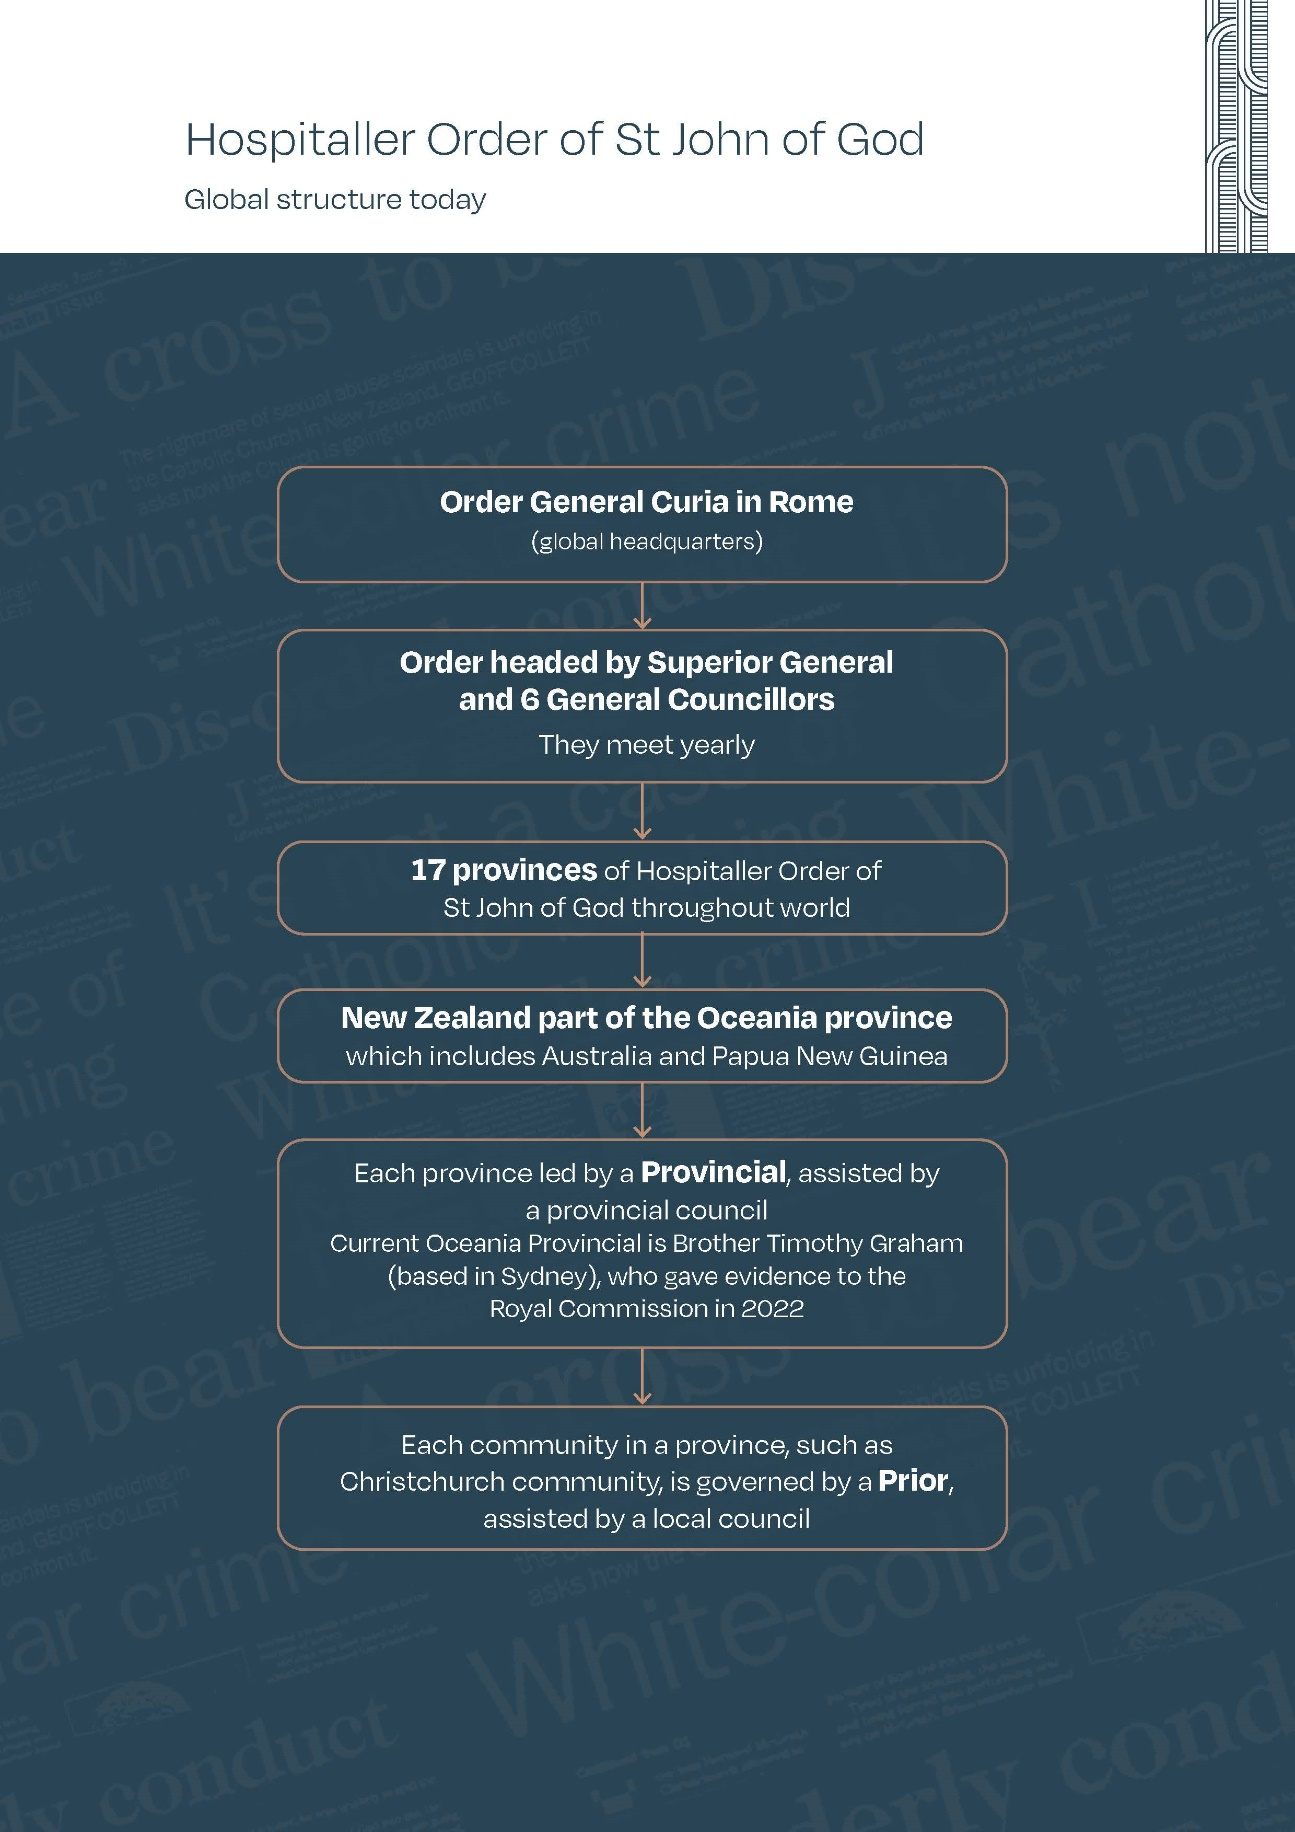 Hospitaller Order of St John of God
Global structure today
Order General Curia in Rome
(global headquarters)
Order headed by Superior General
and 6 General Councillors
They meet yearly
17 provinces of Hospitaller Order of
St John of God throughout world
New Zealand part of the Oceania province
which includes Australia and Papua New Guinea
Each province led by a Provincial, assisted by
a provincial council
Current Oceania Provincial is Brother Timothy Graham
(based in Sydney), who gave evidence to the
Royal Commission in 2022
Each community in a province, such as
Christchurch community, is governed by a Prior,
assisted by a local council